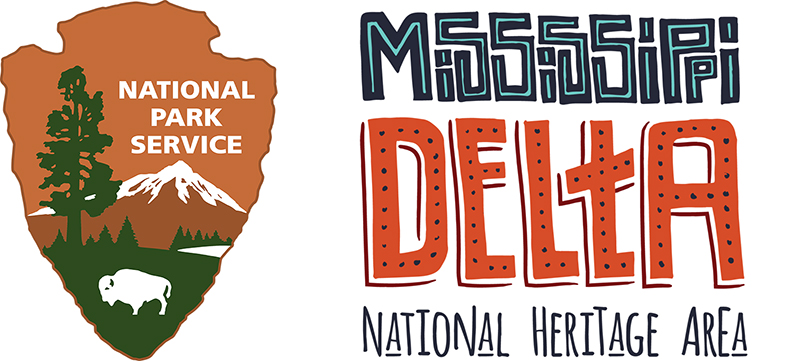 NATIONAL
PARK
SERVICE
MISSISSIPPI
DELtA
NATIONAL HERITAGE AREA